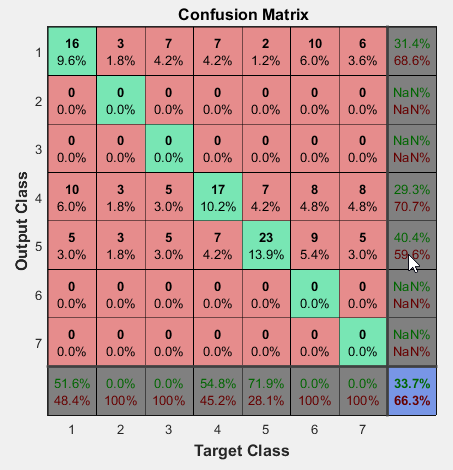 Confusion Matrix
1 16 3 7 7 2 10 6 31.4%
9.6% 1.8% 4.2% 4.2% 1.2% 6.0% 3.6% 68.6%
2 0 0 0 0 0 0 0 NaN%
0.0% 0.0% 0.0% 0.0% 0.0% 0.0% 0.0% NaN%
3 0 0 0 0 0 0 0 NaN%
0.0% 0.0% 0.0% 0.0% 0.0% 0.0% 0.0% NaN%
4 10 3 5 17 7 8 8 29.3%
6.0% 1.8% 3.0% 10.2% 4.2% 4.8% 4.8% 70.7%
5 5 3 5 7 23 9 5 40.4%
3.0% 1.8% 3.0% 4.2% 13.9% 5.4% 3.0% 59.6%
6 0 0 0 0 0 0 0 NaN%
0.0% 0.0% 0.0% 0.0% 0.0% 0.0% 0.0% NaN%
7 0 0 0 0 0 0 0 NaN%
0.0% 0.0% 0.0% 0.0% 0.0% 0.0% 0.0% NaN%
51.6% 0.0% 0.0% 54.8% 71.9% 0.0% 0.0% 33.7%
48.4% 100% 100% 45.2% 28.1% 100% 100% 66.3%
1 2 3 4 5 6 7
Target Class
Output Class